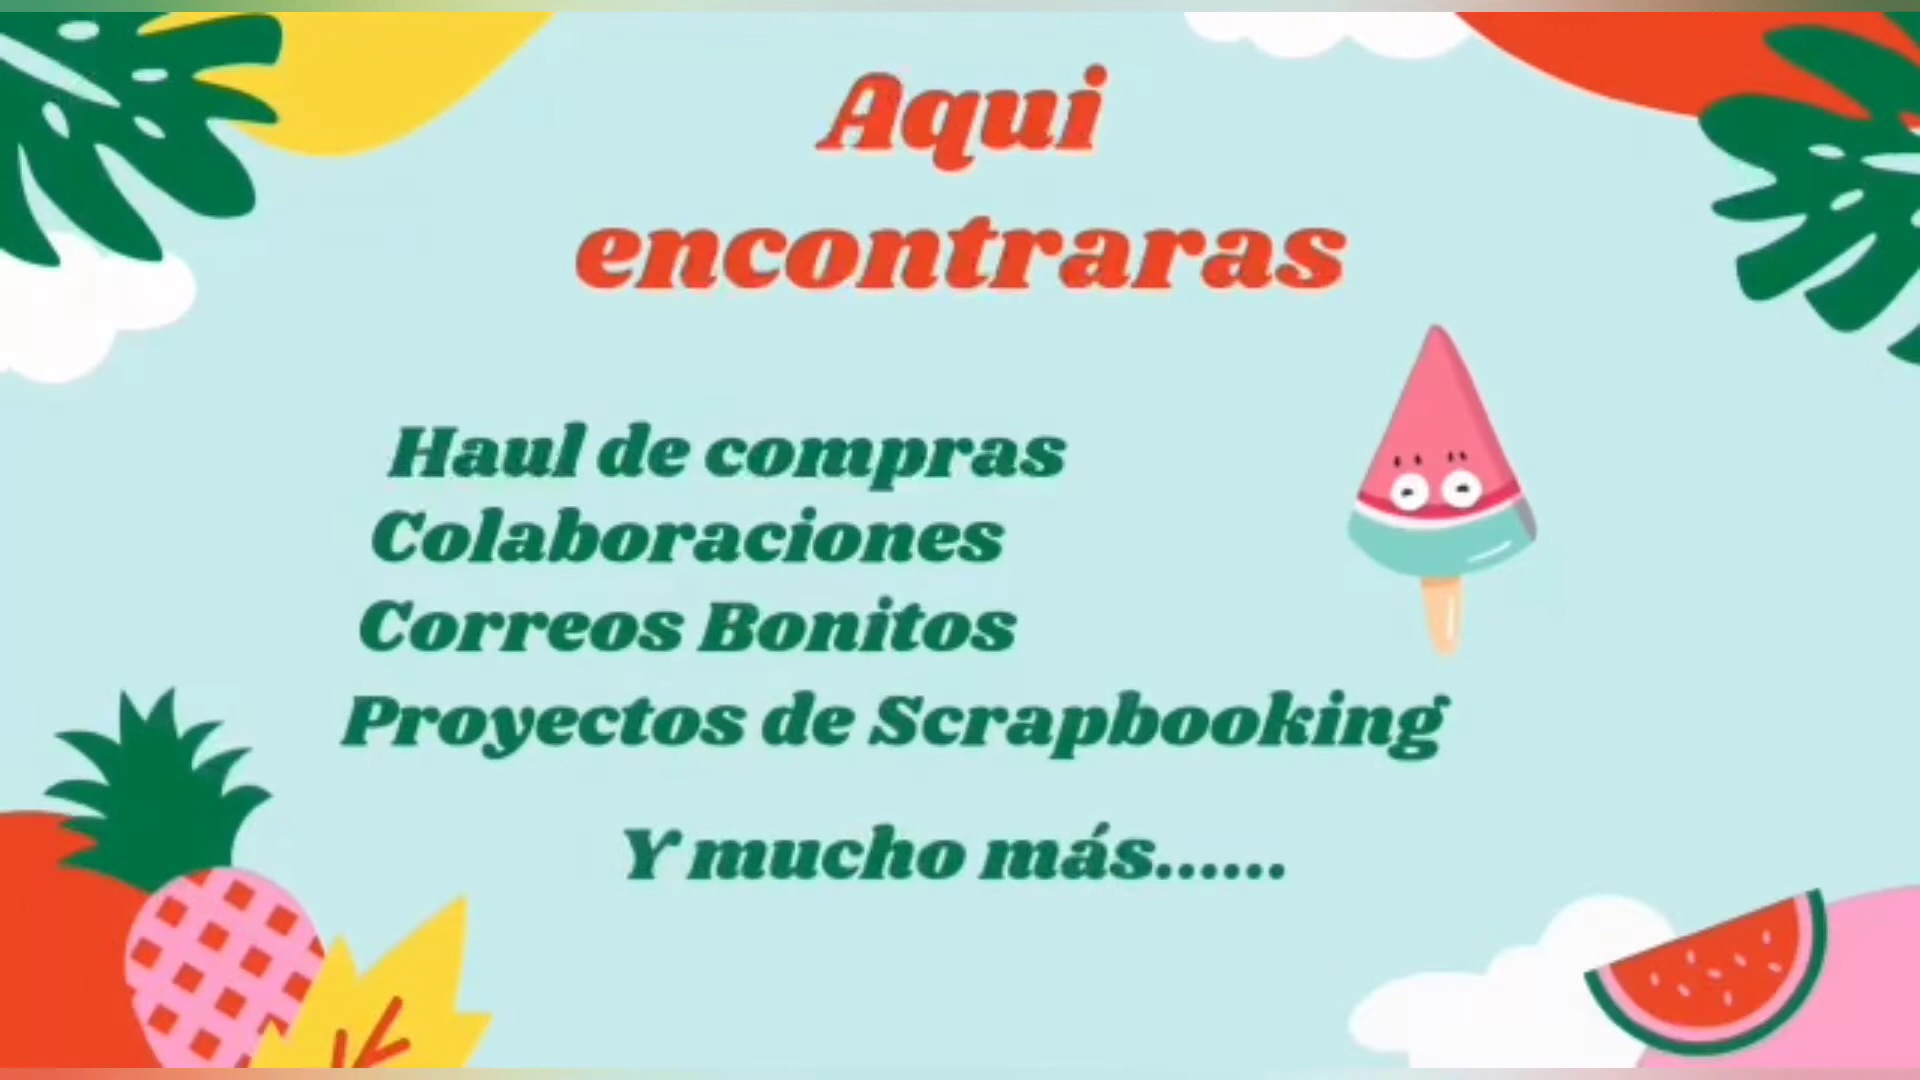 Aqui
encontraras
Haul de compras
Colaboraciones
Correos Bonitos
Proyectos de Scrapbooking
Y mucho más......